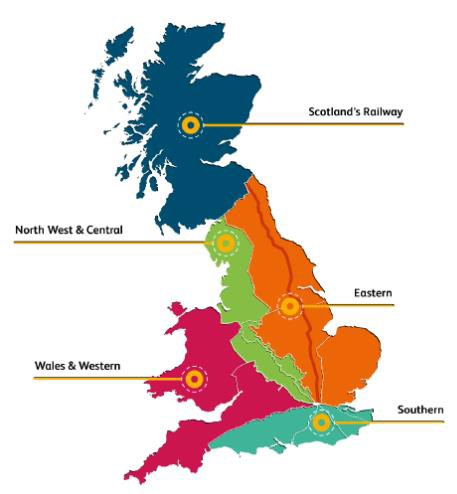 Scotland's Railway
North West & Central
Eastern
Wales & Western
Southern